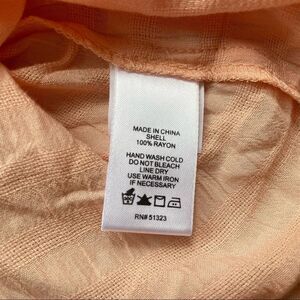 MADE IN CHINA
SHELL
100% RAYON
HAND WASH COLD
DO NOT BLEACH
LINE DRY
USE WARM IRON
IF NECESSARY
RN# 51323